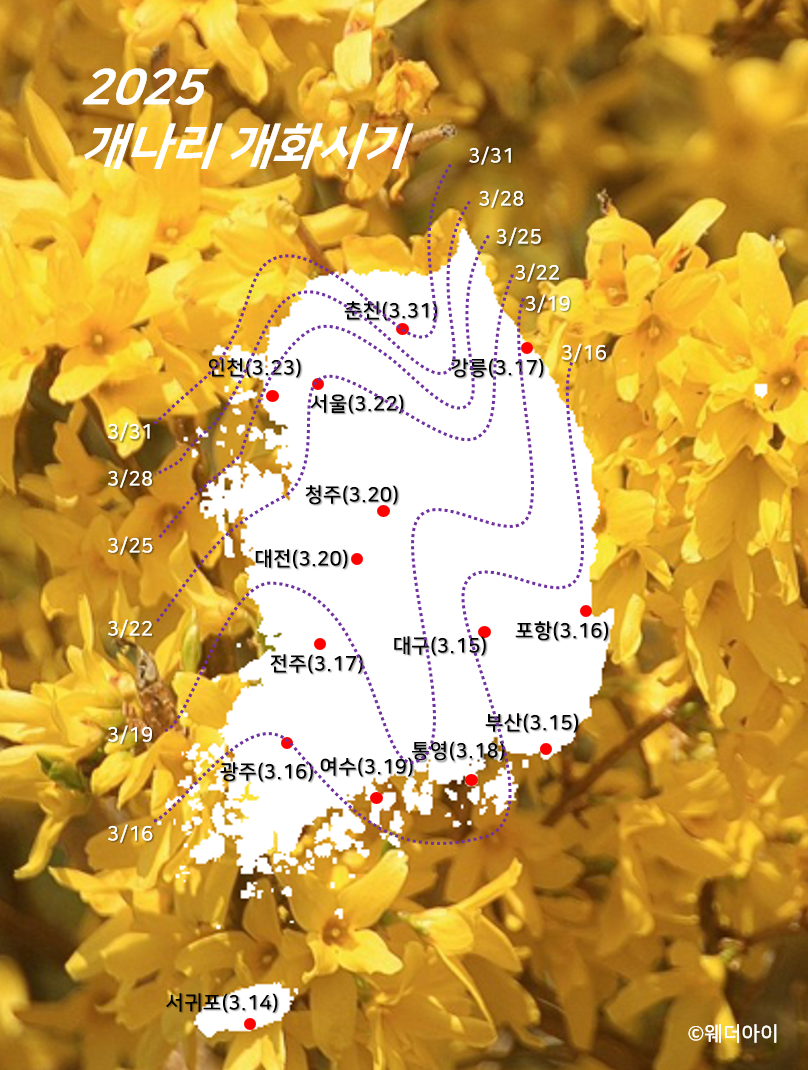 2025
개나리 개화시기
3/31
3/28
3/25
3/22
3/19
3/16
춘천(3.31)
강릉(3.17)
인천(3.23)
서울(3.22)
3/31
3/28
청주(3.20)
3/25
대전(3.20)
3/22
포항(3.16)
대구(3.15)
전주(3.17)
3/19
부산(3.15)
통영(3.18)
여수(3.19)
광주(3.16)
3/16
서귀포(3.14)
©웨더아이